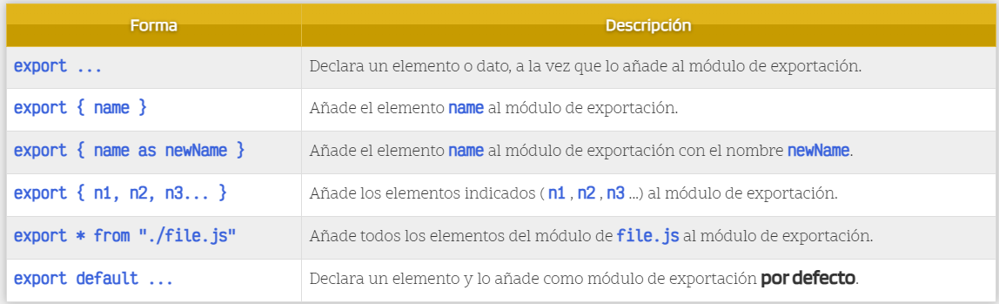 Forma Descripción
export ... Declara un elemento o dato, a la vez que lo añade al módulo de exportación.
export { name } Añade el elemento name al módulo de exportación.
export { name as newName } Añade el elemento name al módulo de exportación con el nombre newName.
export { n1, n2, n3... } Añade los elementos indicados ( n1 , n2 , n3 ...) al módulo de exportación.
export * from "./file.js" Añade todos los elementos del módulo de file.js al módulo de exportación.
export default ... Declara un elemento y lo añade como módulo de exportación por defecto.